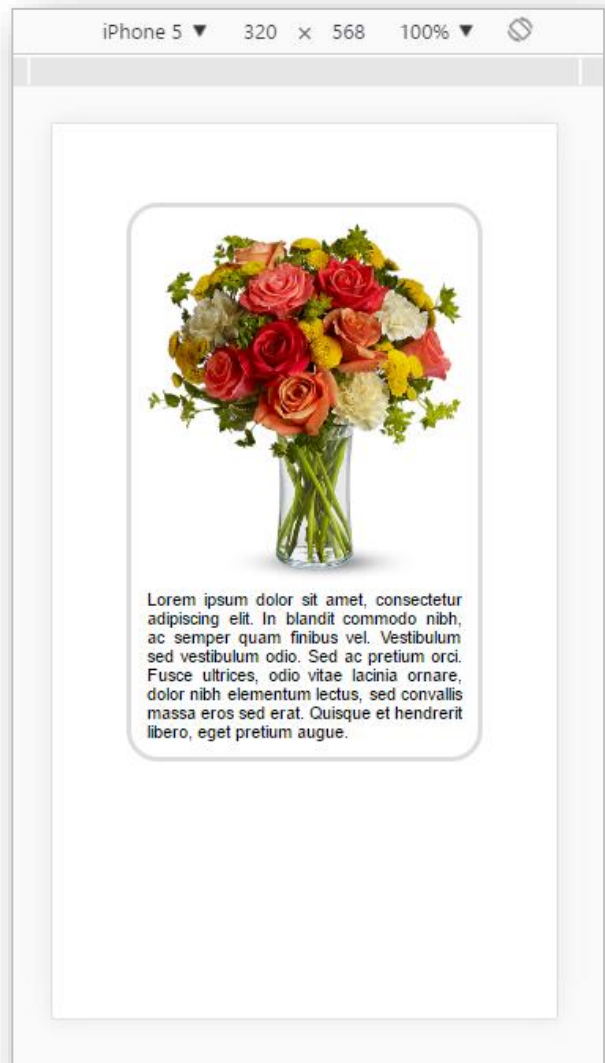 iPhone 5 ▼ 320 × 568 100% ▼
Lorem ipsum dolor sit amet, consectetur
adipiscing elit. In blandit commodo nibh,
ac semper quam finibus vel. Vestibulum
sed vestibulum odio. Sed ac pretium orci.
Fusce ultrices, odio vitae lacinia ornare,
dolor nibh elementum lectus, sed convallis
massa eros sed erat. Quisque et hendrerit
libero, eget pretium augue.